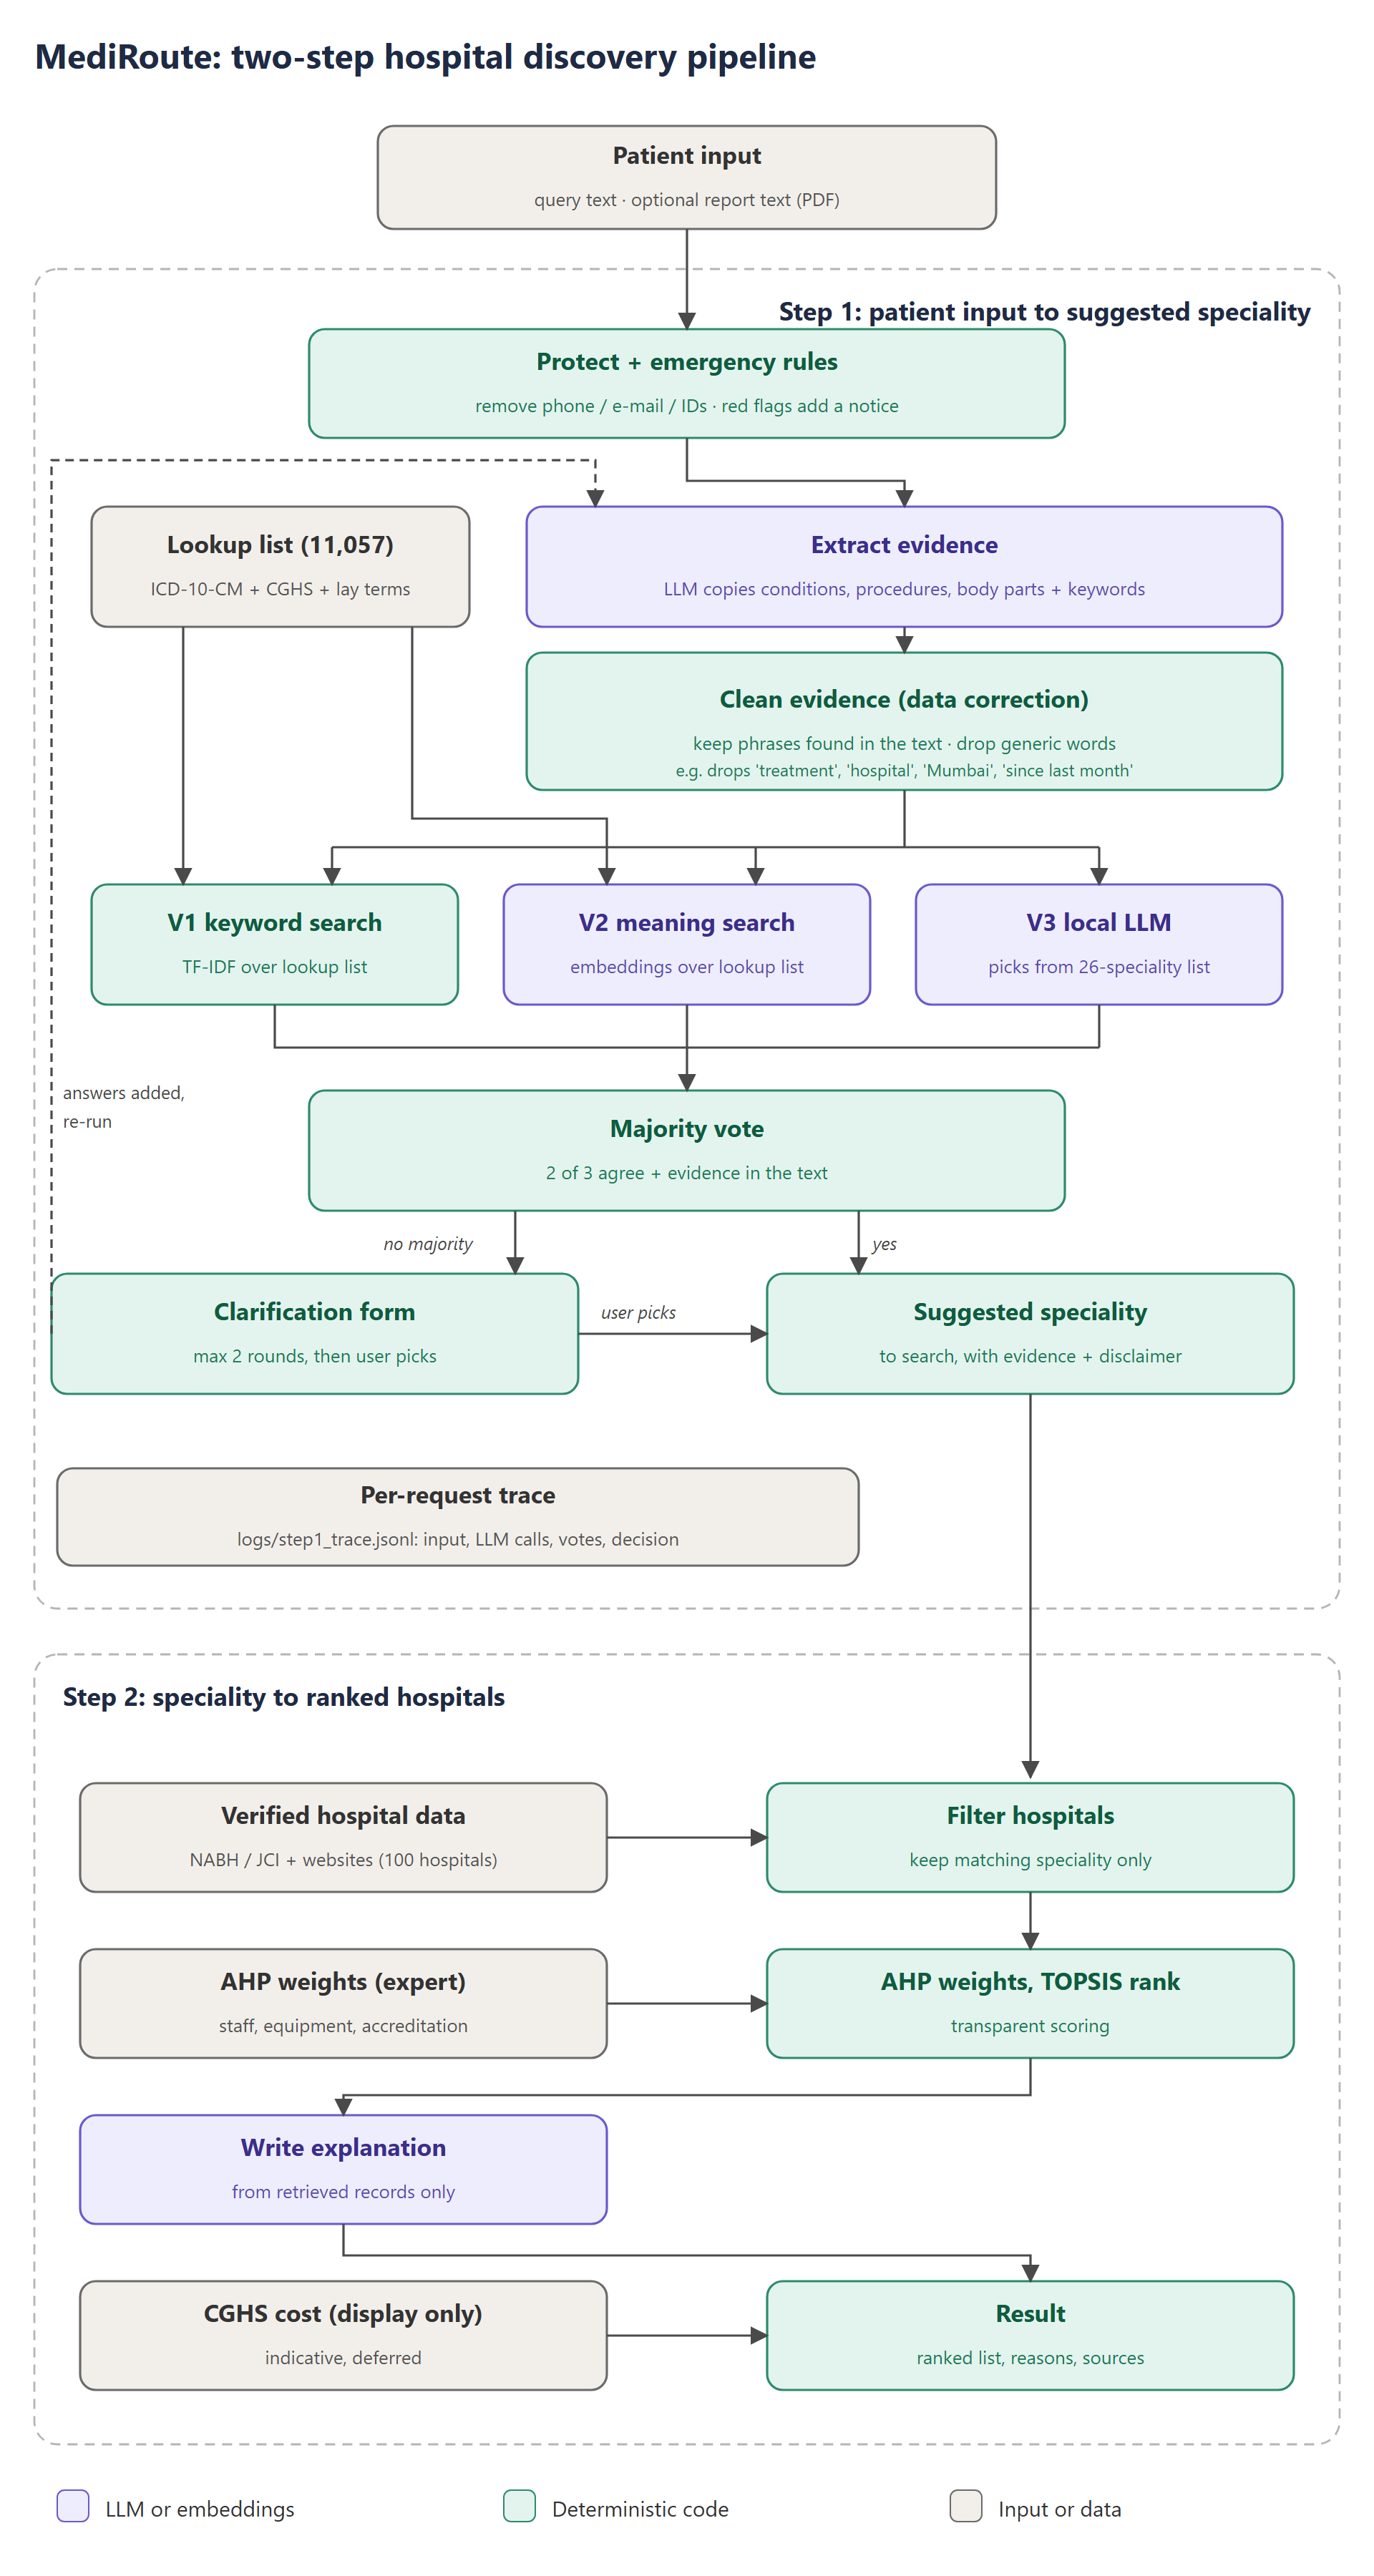 MediRoute: two-step hospital discovery pipeline
Patient input
query text · optional report text (PDF)
Step 1: patient input to suggested speciality
Protect + emergency rules
remove phone / e-mail / IDs · red flags add a notice
Lookup list (11,057)
ICD-10-CM + CGHS + lay terms
Extract evidence
LLM copies conditions, procedures, body parts + keywords
Clean evidence (data correction)
keep phrases found in the text · drop generic words
e.g. drops 'treatment', 'hospital', 'Mumbai', 'since last month'
V1 keyword search
TF-IDF over lookup list
V2 meaning search
embeddings over lookup list
V3 local LLM
picks from 26-speciality list
answers added,
re-run
Majority vote
2 of 3 agree + evidence in the text
no majority
yes
Clarification form
max 2 rounds, then user picks
user picks
Suggested speciality
to search, with evidence + disclaimer
Per-request trace
logs/step1_trace.jsonl: input, LLM calls, votes, decision
Step 2: speciality to ranked hospitals
Verified hospital data
NABH / JCI + websites (100 hospitals)
Filter hospitals
keep matching speciality only
AHP weights (expert)
staff, equipment, accreditation
AHP weights, TOPSIS rank
transparent scoring
Write explanation
from retrieved records only
CGHS cost (display only)
indicative, deferred
Result
ranked list, reasons, sources
LLM or embeddings
Deterministic code
Input or data